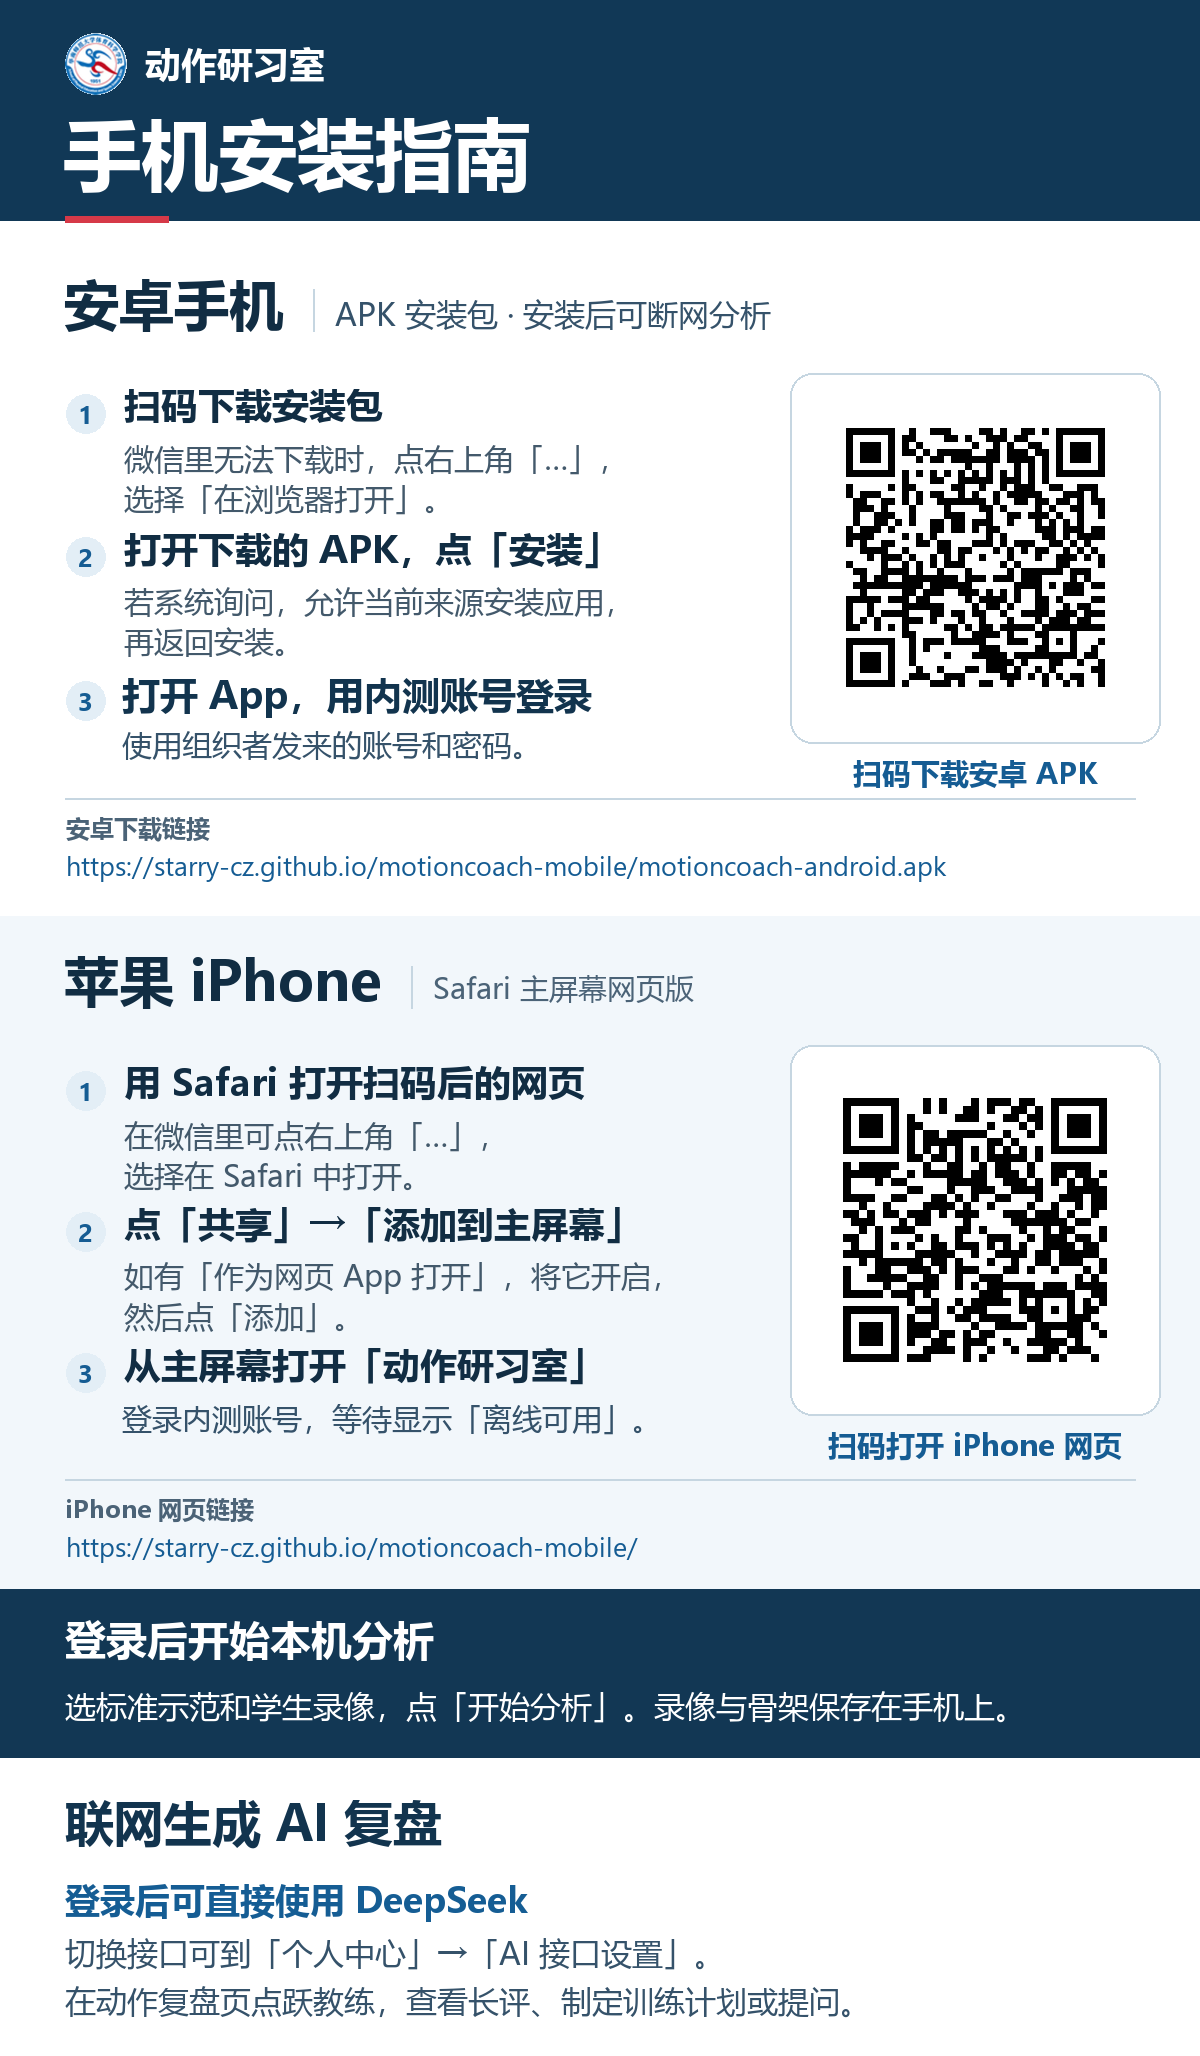 动作研习室
手机安装指南
安卓手机
APK 安装包 · 安装后可断网分析
1
扫码下载安装包
微信里无法下载时，点右上角「…」，
选择「在浏览器打开」。
2
打开下载的 APK，点「安装」
若系统询问，允许当前来源安装应用，
再返回安装。
3
打开 App，用内测账号登录
使用组织者发来的账号和密码。
扫码下载安卓 APK
安卓下载链接
https://starry-cz.github.io/motioncoach-mobile/motioncoach-android.apk
苹果 iPhone
Safari 主屏幕网页版
1
用 Safari 打开扫码后的网页
在微信里可点右上角「…」，
选择在 Safari 中打开。
2
点「共享」→「添加到主屏幕」
如有「作为网页 App 打开」，将它开启，
然后点「添加」。
3
从主屏幕打开「动作研习室」
登录内测账号，等待显示「离线可用」。
扫码打开 iPhone 网页
iPhone 网页链接
https://starry-cz.github.io/motioncoach-mobile/
登录后开始本机分析
选标准示范和学生录像，点「开始分析」。录像与骨架保存在手机上。
联网生成 AI 复盘
登录后可直接使用 DeepSeek
切换接口可到「个人中心」→「AI 接口设置」。
在动作复盘页点跃教练，查看长评、制定训练计划或提问。